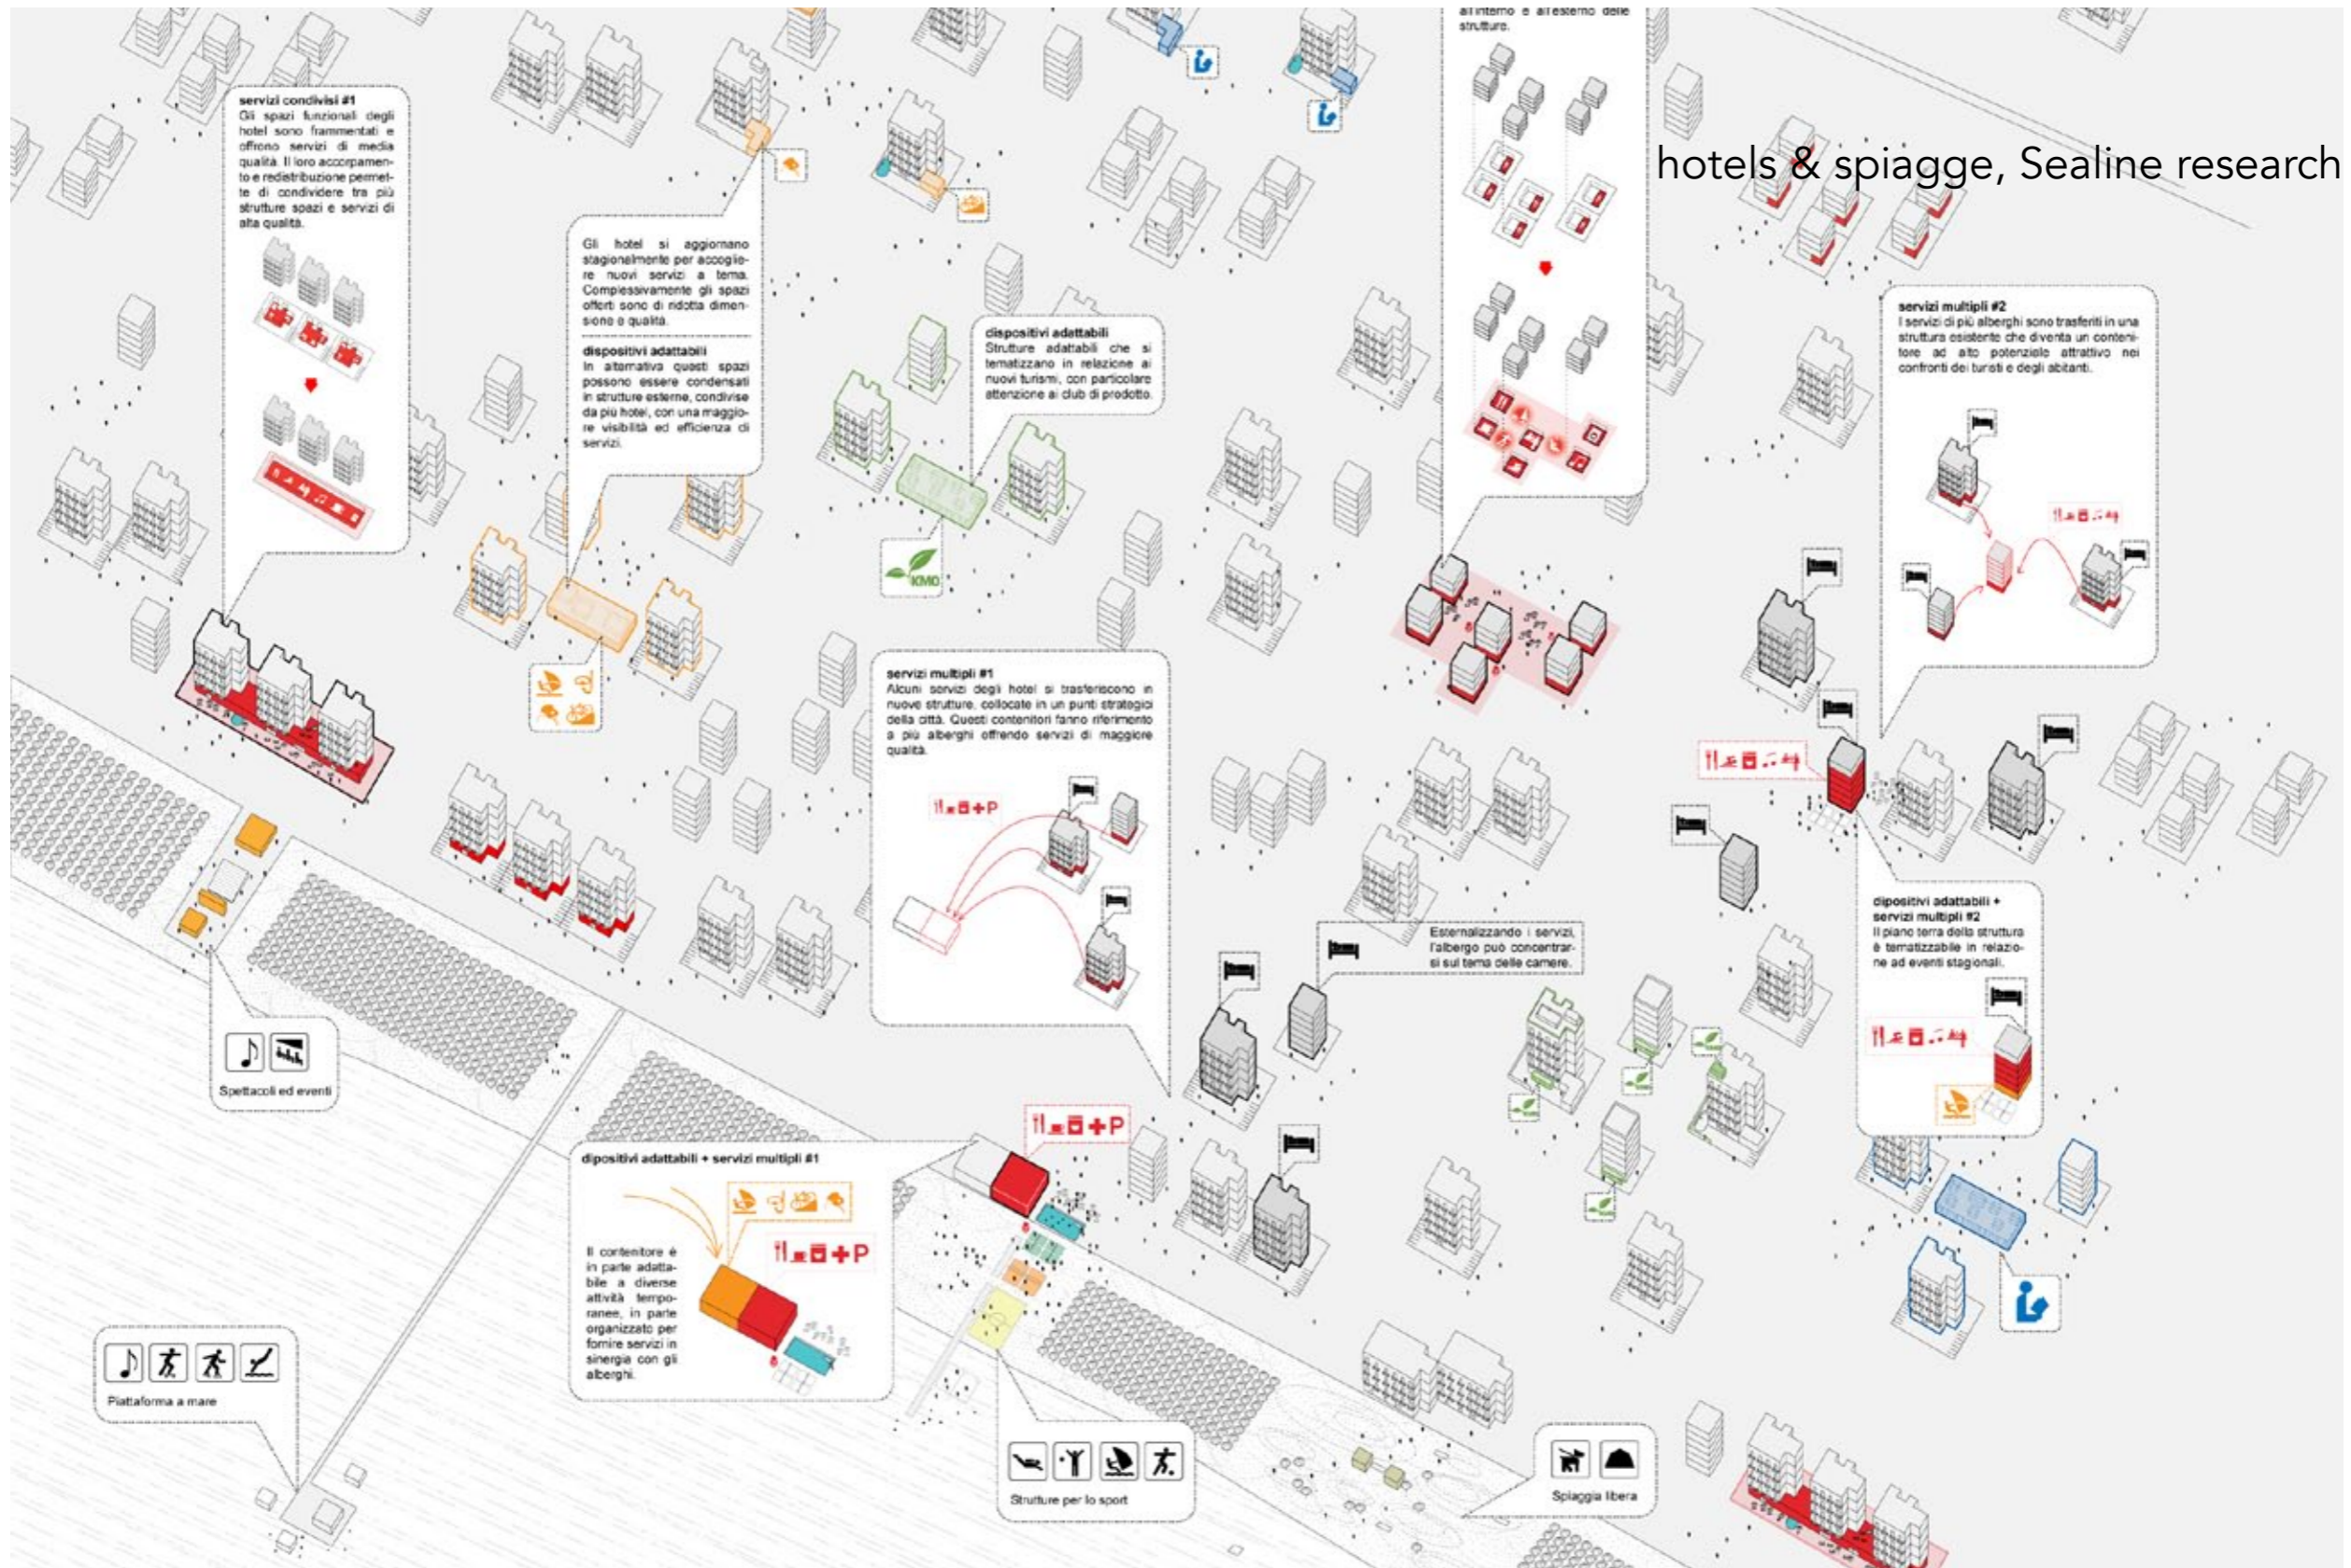 all'interno e all'esterno delle
strutture.
hotels & spiagge, Sealine research
servizi condivisi #1
Gli spazi funzionali degli
hotel sono frammentati e
offrono servizi di media
qualità. Il loro accorpamen-
to e redistribuzione permet-
te di condividere tra più
strutture spazi e servizi di
alta qualità.
Gli hotel si aggiornano
stagionalmente per accoglie-
re nuovi servizi a tema.
Complessivamente gli spazi
offerti sono di ridotta dimen-
sione e qualità.
dispositivi adattabili
In alternativa questi spazi
possono essere condensati
in strutture esterne, condivise
da più hotel, con una maggio-
re visibilità ed efficienza di
servizi.
dispositivi adattabili
Strutture adattabili che si
tematizzano in relazione ai
nuovi turismi, con particolare
attenzione ai club di prodotto.
KM0
servizi multipli #2
I servizi di più alberghi sono trasferiti in una
struttura esistente che diventa un conteni-
tore ad alto potenziale attrattivo nei
confronti dei turisti e degli abitanti.
servizi multipli #1
Alcuni servizi degli hotel si trasferiscono in
nuove strutture, collocate in un punti strategici
della città. Questi contenitori fanno riferimento
a più alberghi offrendo servizi di maggiore
qualità.
+P
Esternalizzando i servizi,
l'albergo può concentrar-
si sul tema delle camere.
dipositivi adattabili +
servizi multipli #2
Il piano terra della struttura
è tematizzabile in relazio-
ne ad eventi stagionali.
Spettacoli ed eventi
+P
dipositivi adattabili + servizi multipli #1
+P
Il contenitore è
in parte adatta-
bile a diverse
attività tempo-
ranee, in parte
organizzato per
fornire servizi in
sinergia con gli
alberghi.
Piattaforma a mare
Strutture per lo sport
Spiaggia libera